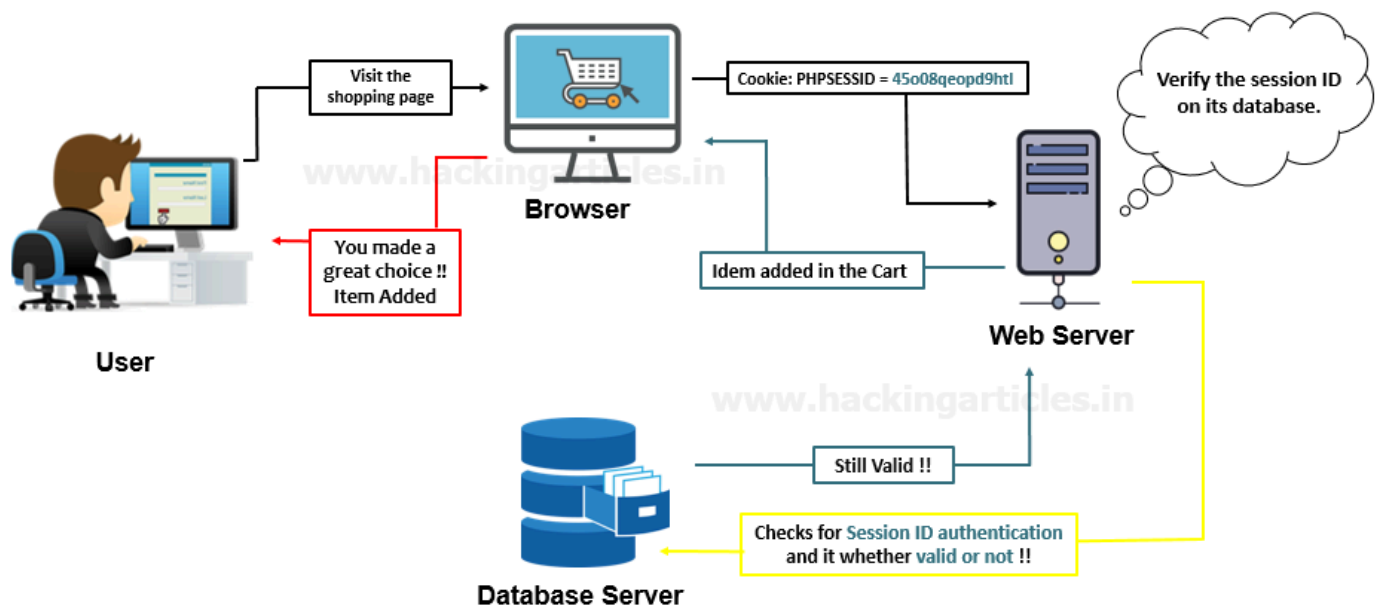 Visit the
shopping page
Cookie: PHPSESSID = 45o08qeopd9htl
Verify the session ID
on its database.
www.hackingarticles.in
Browser
You made a
great choice !!
Item Added
Idem added in the Cart
Web Server
User
www.hackingarticles.in
Still Valid !!
Checks for Session ID authentication
and it whether valid or not !!
Database Server